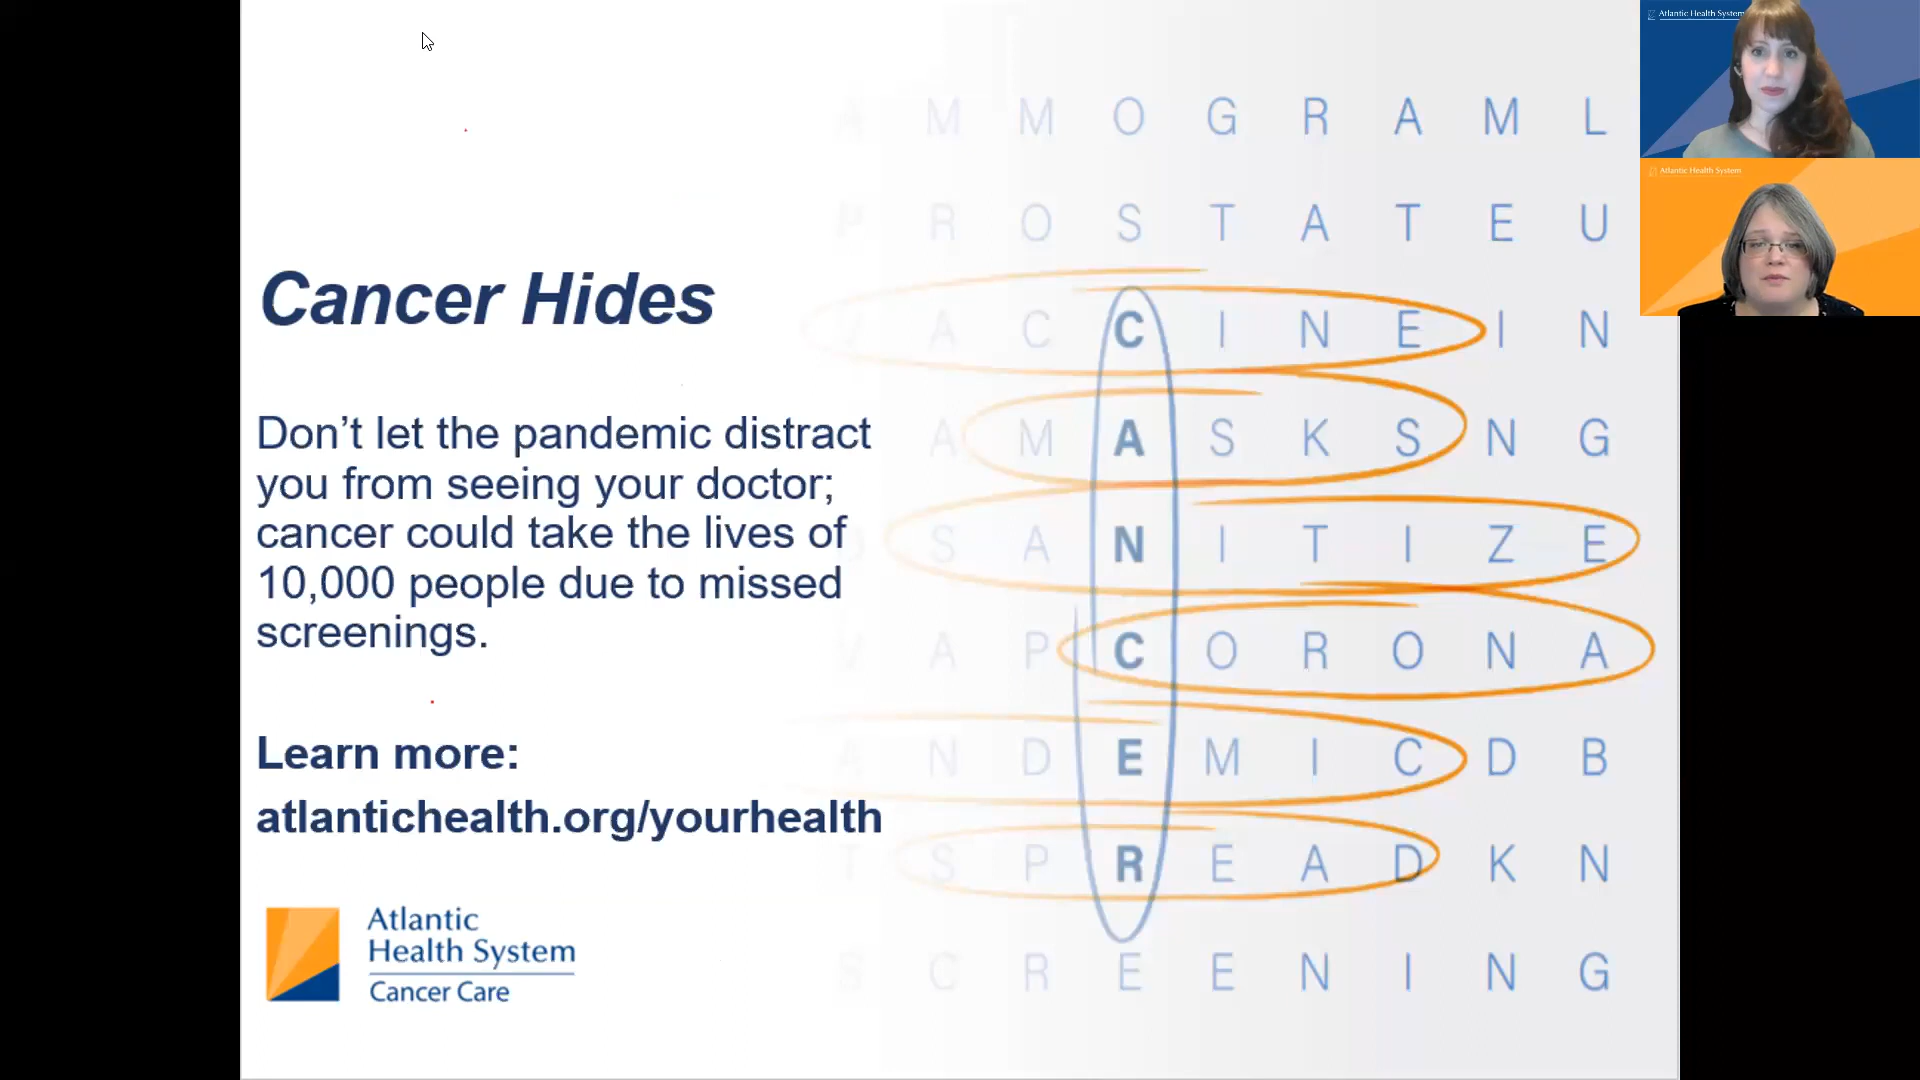 Atlantic Health System
Atlantic Health System
A M M O G R A M L
P R O S T A T E U
V A C C I N E I N
A M A S K S N G
S A N I T I Z E
V A P C O R O N A
A N D E M I C D B
T S P R E A D K N
S C R E E N I N G
Cancer Hides
Don’t let the pandemic distract
you from seeing your doctor;
cancer could take the lives of
10,000 people due to missed
screenings.
Learn more:
atlantichealth.org/yourhealth
Atlantic
Health System
Cancer Care